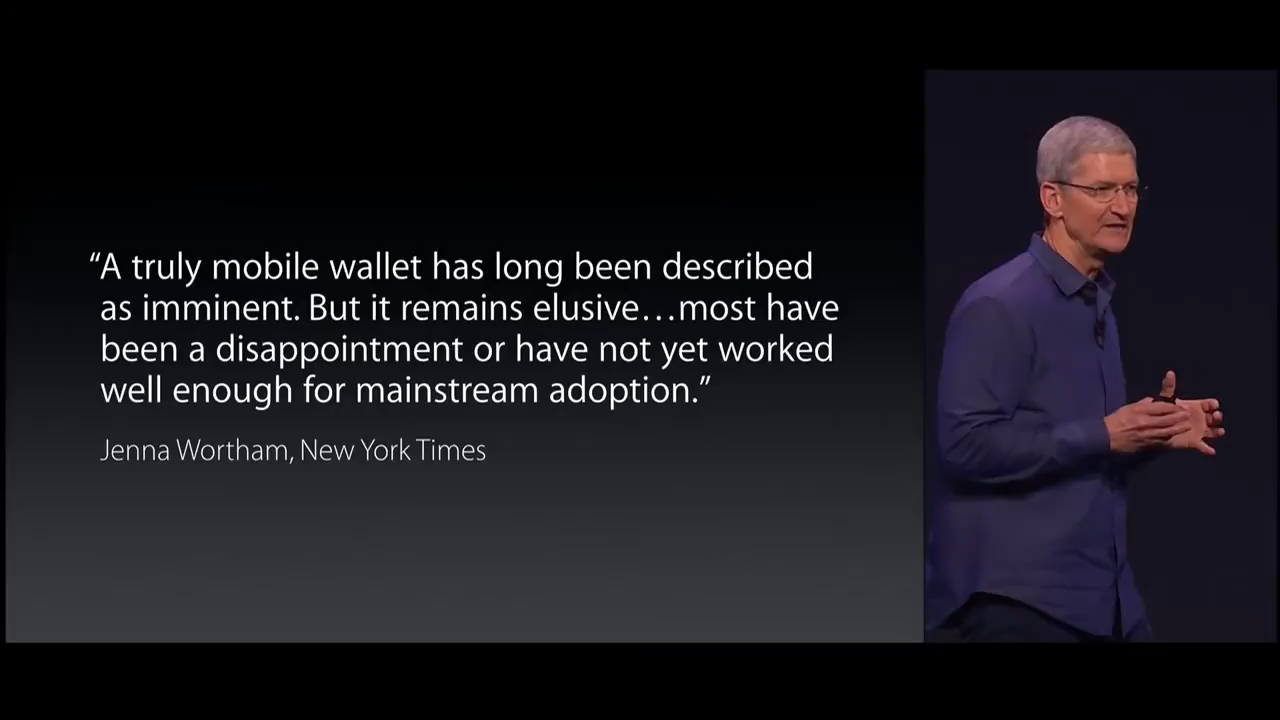 “A truly mobile wallet has long been described
as imminent. But it remains elusive…most have
been a disappointment or have not yet worked
well enough for mainstream adoption.”
Jenna Wortham, New York Times